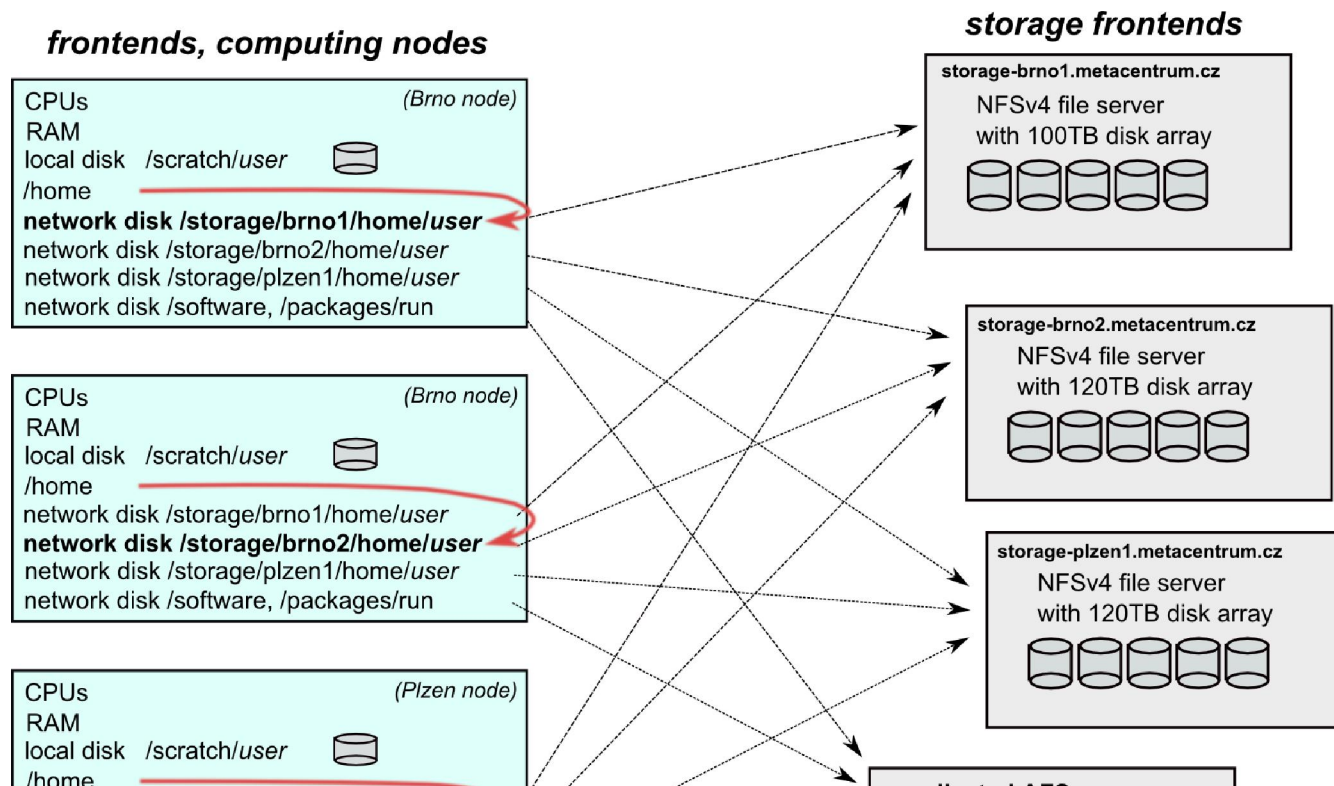 frontends, computing nodes
CPUs (Brno node)
RAM
local disk /scratch/user
/home
network disk /storage/brno1/home/user
network disk /storage/brno2/home/user
network disk /storage/plzen1/home/user
network disk /software, /packages/run
CPUs (Brno node)
RAM
local disk /scratch/user
/home
network disk /storage/brno1/home/user
network disk /storage/brno2/home/user
network disk /storage/plzen1/home/user
network disk /software, /packages/run
CPUs (Plzen node)
RAM
local disk /scratch/user
/home
storage frontends
storage-brno1.metacentrum.cz
NFSv4 file server
with 100TB disk array
storage-brno2.metacentrum.cz
NFSv4 file server
with 120TB disk array
storage-plzen1.metacentrum.cz
NFSv4 file server
with 120TB disk array